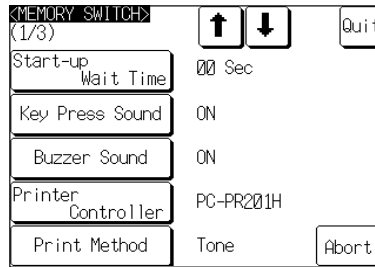 <MEMORY SWITCH>
(1/3)
Quit
Start-up
Wait Time
00 Sec
Key Press Sound
ON
Buzzer Sound
ON
Printer
Controller
PC-PR201H
Print Method
Tone
Abort